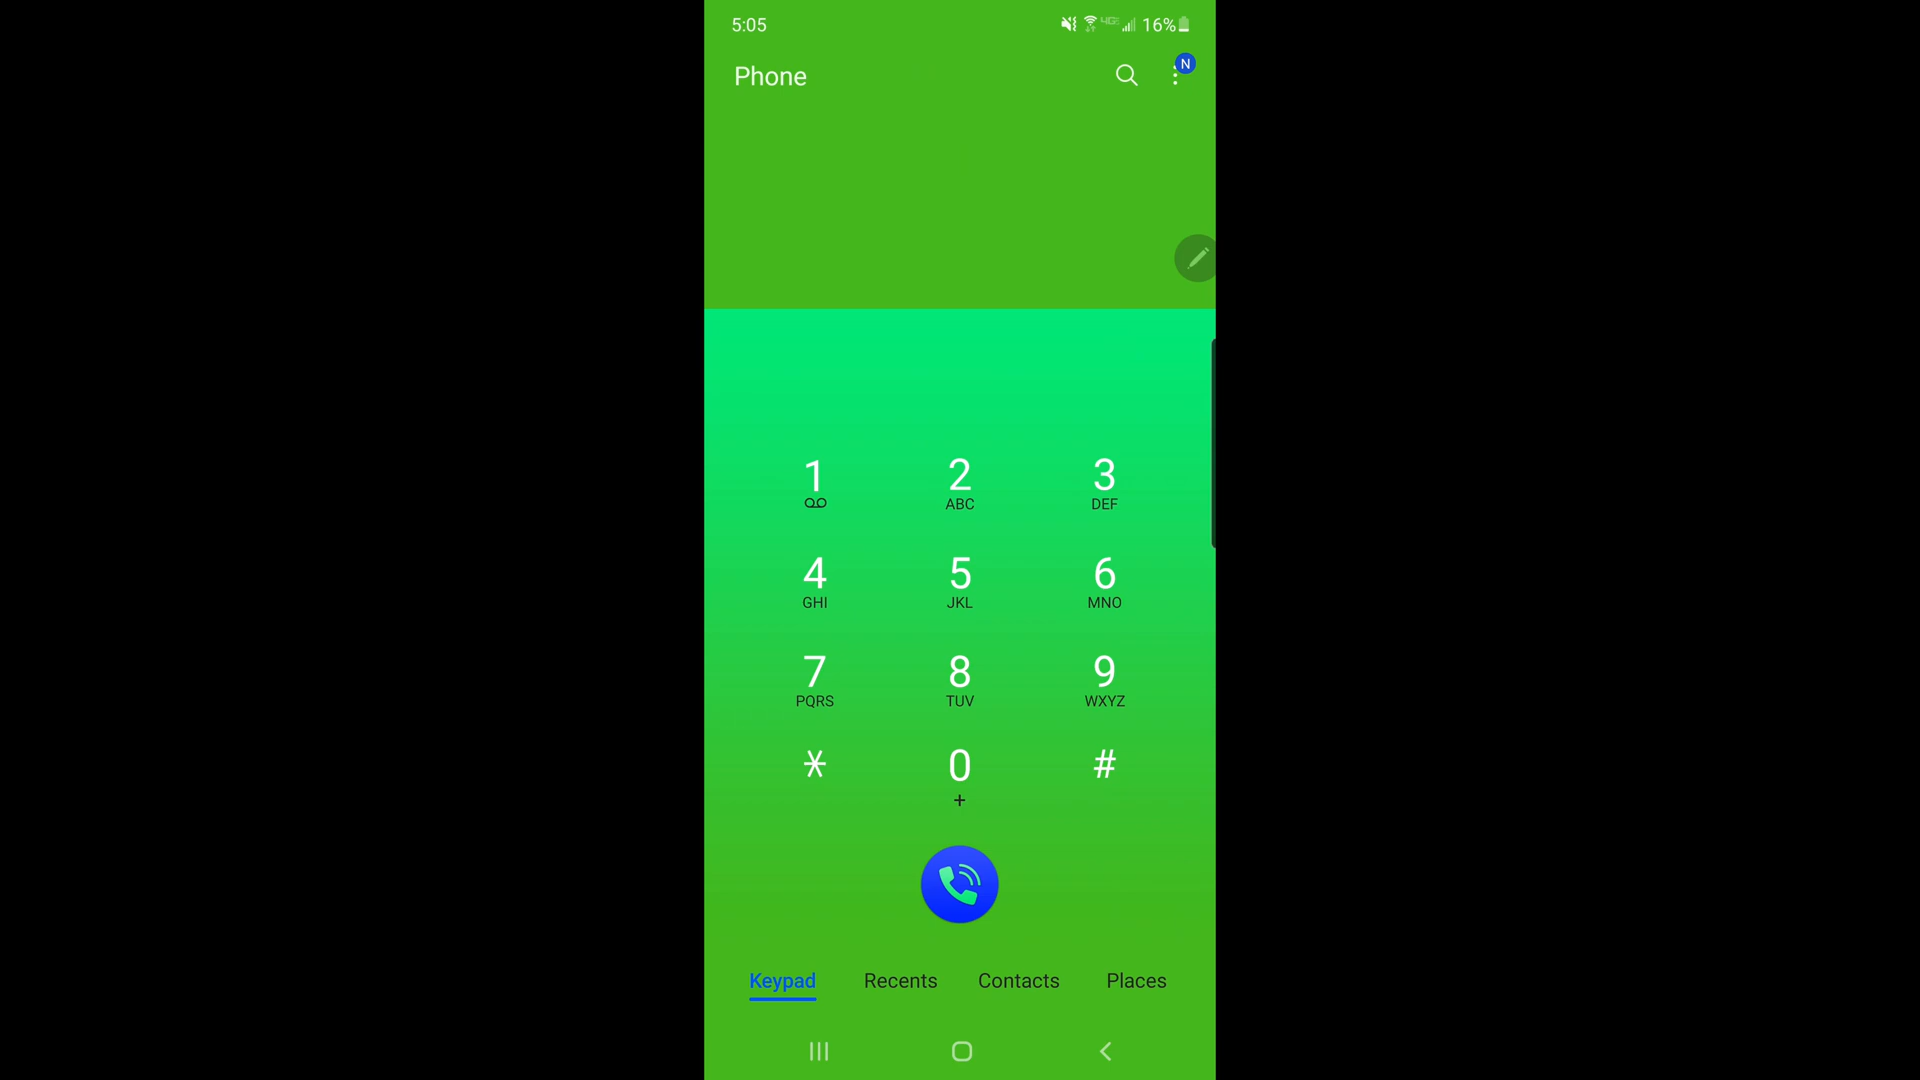 5:05 4G 16%
Phone N
1 2 3
ABC DEF
4 5 6
GHI JKL MNO
7 8 9
PQRS TUV WXYZ
* 0 #
+
Keypad Recents Contacts Places